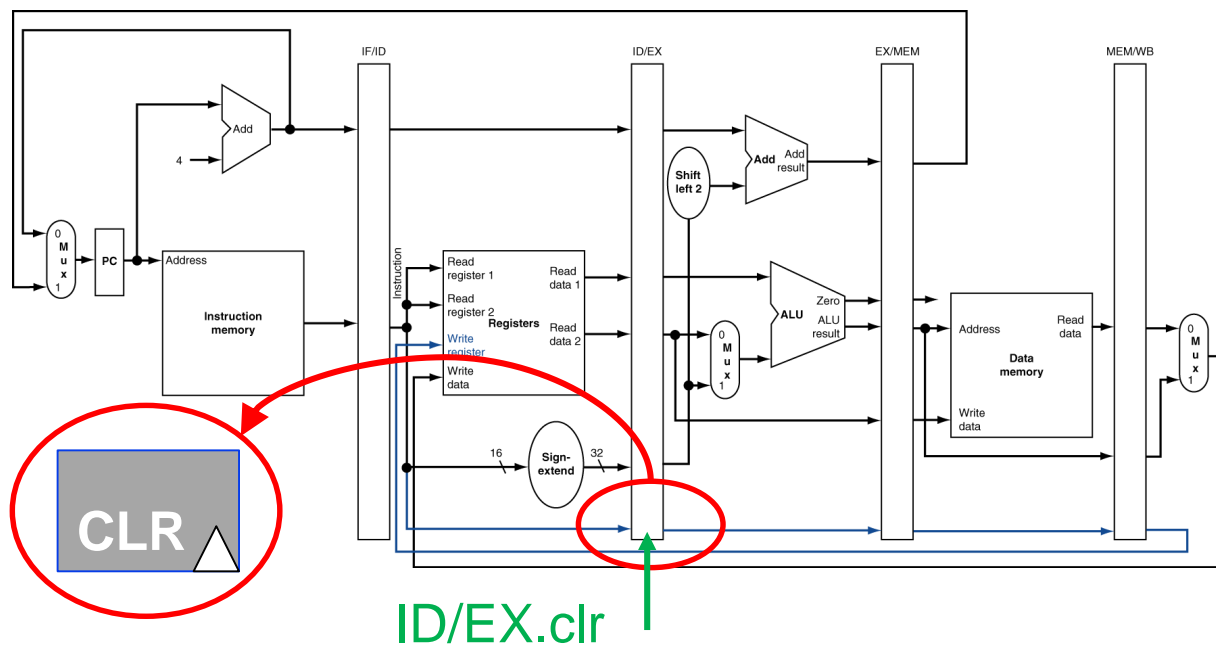 IF/ID
ID/EX
EX/MEM
MEM/WB
Add
4
Add
Add
result
Shift
left 2
0
M
u
x
1
PC
Address
Instruction
memory
Instruction
Read
register 1
Read
register 2
Write
register
Write
data
Registers
Read
data 1
Read
data 2
16
Sign-
extend
32
0
M
u
x
1
Zero
ALU
ALU
result
Address
Read
data
Data
memory
Write
data
0
M
u
x
1
CLR
ID/EX.clr